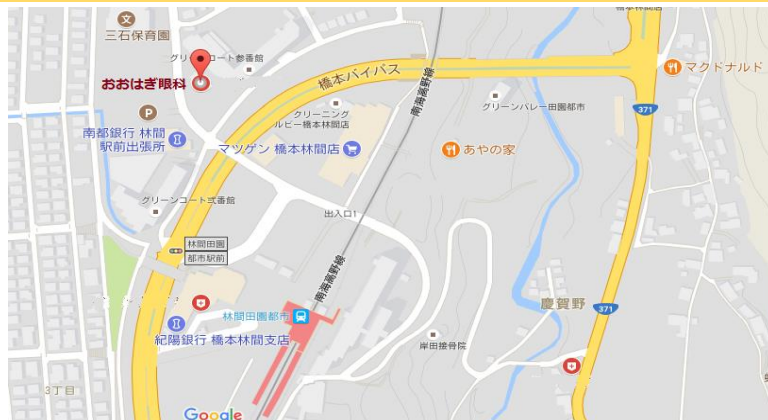 橋本林間店
三石保育園
グリーンコート参番館
おおはぎ眼科
橋本バイパス
マクドナルド
P
クリーニング
ルビー橋本林間店
南海高野線
グリーンバレー田園都市
371
南都銀行 林間
駅前出張所
マツゲン 橋本林間店
あやの家
グリーンコート弐番館
出入口1
林間田園
都市駅前
南海高野線
慶賀野
371
林間田園都市
紀陽銀行 橋本林間支店
岸田接骨院
3丁目
Google